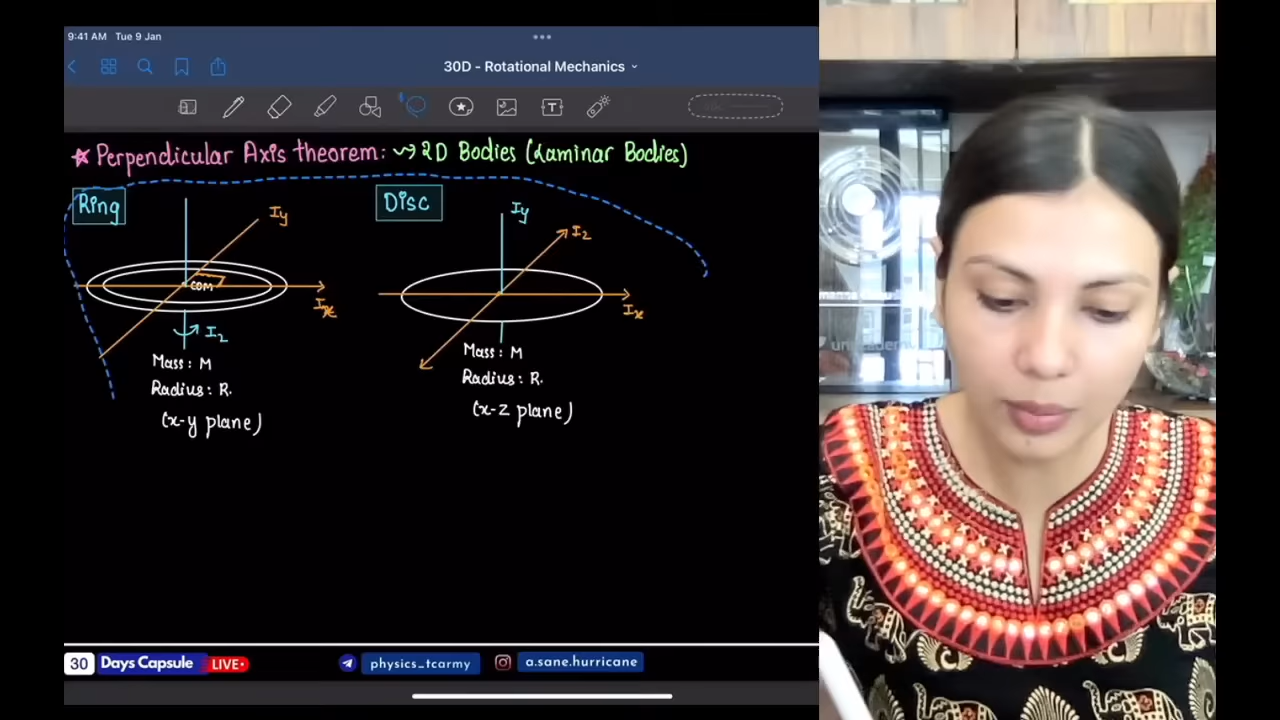 9:41 AM Tue 9 Jan
30D - Rotational Mechanics
Perpendicular Axis theorem: → 2D Bodies (Laminar Bodies)
Ring
Iy
COM
Ix
Iz
Mass: M
Radius: R.
(x-y plane)
Disc
Iy
Iz
Ix
Mass: M
Radius: R.
(x-z plane)
30 Days Capsule LIVE
physics_tcarmy
a.sane.hurricane